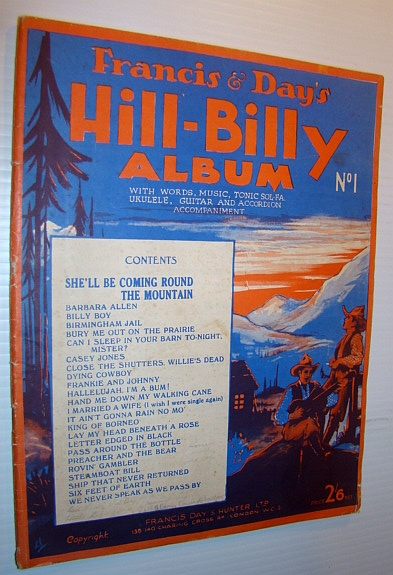 Francis & Day's
Hill-Billy
ALBUM
Nº1
WITH WORDS, MUSIC, TONIC SOL-FA,
UKULELE, GUITAR AND ACCORDION
ACCOMPANIMENT
CONTENTS
SHE'LL BE COMING ROUND
THE MOUNTAIN
BARBARA ALLEN
BILLY BOY
BIRMINGHAM JAIL
BURY ME OUT ON THE PRAIRIE
CAN I SLEEP IN YOUR BARN TO-NIGHT,
MISTER?
CASEY JONES
CLOSE THE SHUTTERS, WILLIE'S DEAD
DYING COWBOY
FRANKIE AND JOHNNY
HALLELUJAH, I'M A BUM!
HAND ME DOWN MY WALKING CANE
I MARRIED A WIFE (I wish I were single again)
IT AIN'T GONNA RAIN NO MO'
KING OF BORNEO
LAY MY HEAD BENEATH A ROSE
LETTER EDGED IN BLACK
PASS AROUND THE BOTTLE
PREACHER AND THE BEAR
ROVIN' GAMBLER
STEAMBOAT BILL
SHIP THAT NEVER RETURNED
SIX FEET OF EARTH
WE NEVER SPEAK AS WE PASS BY
PRICE 2/6 NET
FRANCIS, DAY & HUNTER LTD.
Copyright 138-140 CHARING CROSS RD LONDON W.C.2